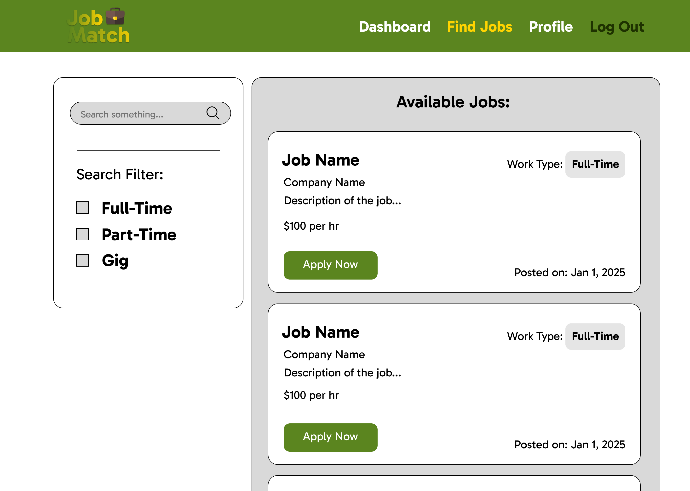 Job
Match
Dashboard Find Jobs Profile Log Out
Search something...
Search Filter:
Full-Time
Part-Time
Gig
Available Jobs:
Job Name
Work Type: Full-Time
Company Name
Description of the job...
$100 per hr
Apply Now
Posted on: Jan 1, 2025
Job Name
Work Type: Full-Time
Company Name
Description of the job...
$100 per hr
Apply Now
Posted on: Jan 1, 2025